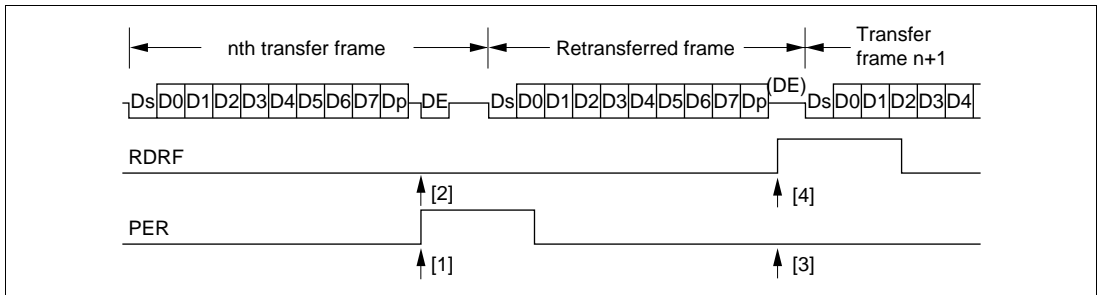 nth transfer frame
Retransferred frame
Transfer
frame n+1
Ds D0 D1 D2 D3 D4 D5 D6 D7 Dp DE Ds D0 D1 D2 D3 D4 D5 D6 D7 Dp (DE) Ds D0 D1 D2 D3 D4
RDRF
[2] [4]
PER
[1] [3]